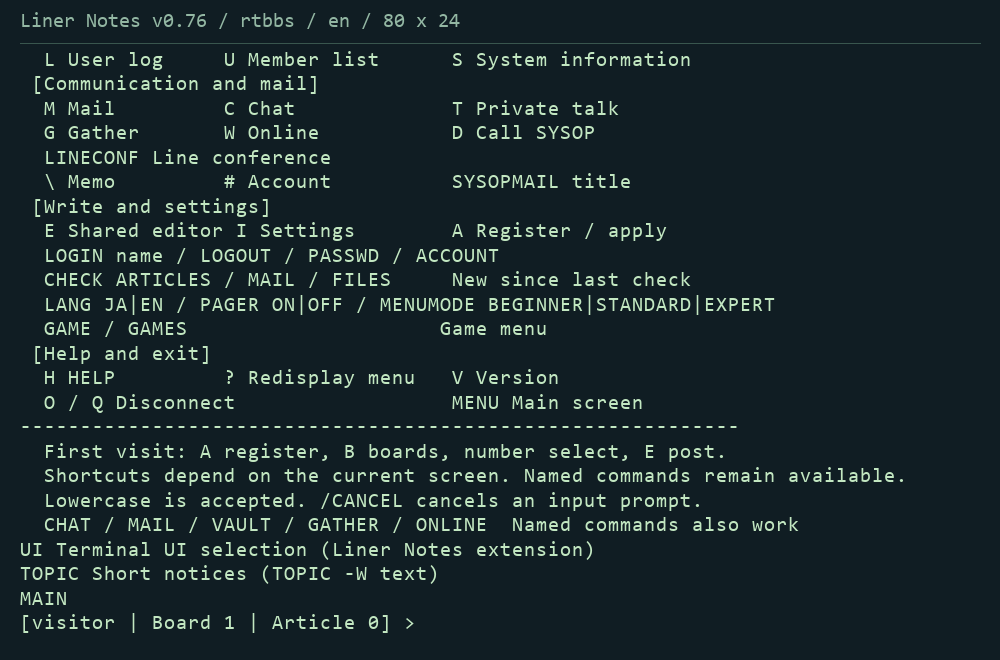 Liner Notes v0.76 / rtbbs / en / 80 x 24
  L User log     U Member list      S System information
 [Communication and mail]
  M Mail         C Chat             T Private talk
  G Gather       W Online           D Call SYSOP
  LINECONF Line conference
  \ Memo         # Account          SYSOPMAIL title
 [Write and settings]
  E Shared editor I Settings        A Register / apply
  LOGIN name / LOGOUT / PASSWD / ACCOUNT
  CHECK ARTICLES / MAIL / FILES     New since last check
  LANG JA|EN / PAGER ON|OFF / MENUMODE BEGINNER|STANDARD|EXPERT
  GAME / GAMES                     Game menu
 [Help and exit]
  H HELP         ? Redisplay menu   V Version
  O / Q Disconnect                  MENU Main screen
------------------------------------------------------------
  First visit: A register, B boards, number select, E post.
  Shortcuts depend on the current screen. Named commands remain available.
  Lowercase is accepted. /CANCEL cancels an input prompt.
  CHAT / MAIL / VAULT / GATHER / ONLINE  Named commands also work
UI Terminal UI selection (Liner Notes extension)
TOPIC Short notices (TOPIC -W text)
MAIN
[visitor | Board 1 | Article 0] >